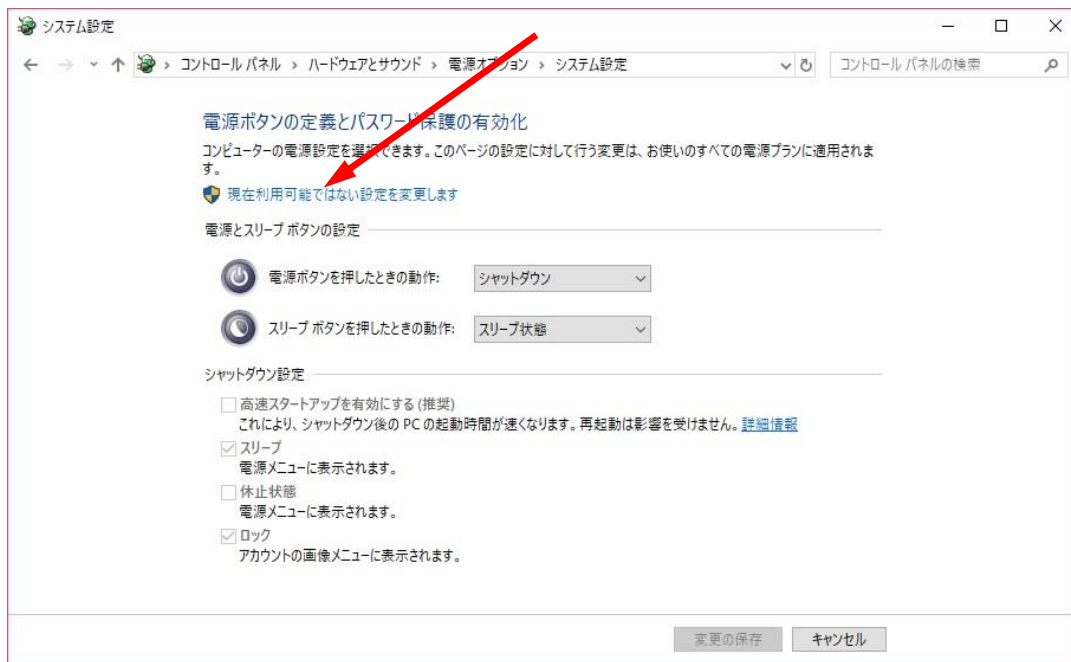 システム設定
コントロール パネル › ハードウェアとサウンド › 電源オプション › システム設定
コントロール パネルの検索
電源ボタンの定義とパスワード保護の有効化
コンピューターの電源設定を選択できます。このページの設定に対して行う変更は、お使いのすべての電源プランに適用されま
す。
現在利用可能ではない設定を変更します
電源とスリープ ボタンの設定
電源ボタンを押したときの動作: シャットダウン
スリープ ボタンを押したときの動作: スリープ状態
シャットダウン設定
高速スタートアップを有効にする (推奨)
これにより、シャットダウン後の PC の起動時間が速くなります。再起動は影響を受けません。詳細情報
スリープ
電源メニューに表示されます。
休止状態
電源メニューに表示されます。
ロック
アカウントの画像メニューに表示されます。
変更の保存 キャンセル